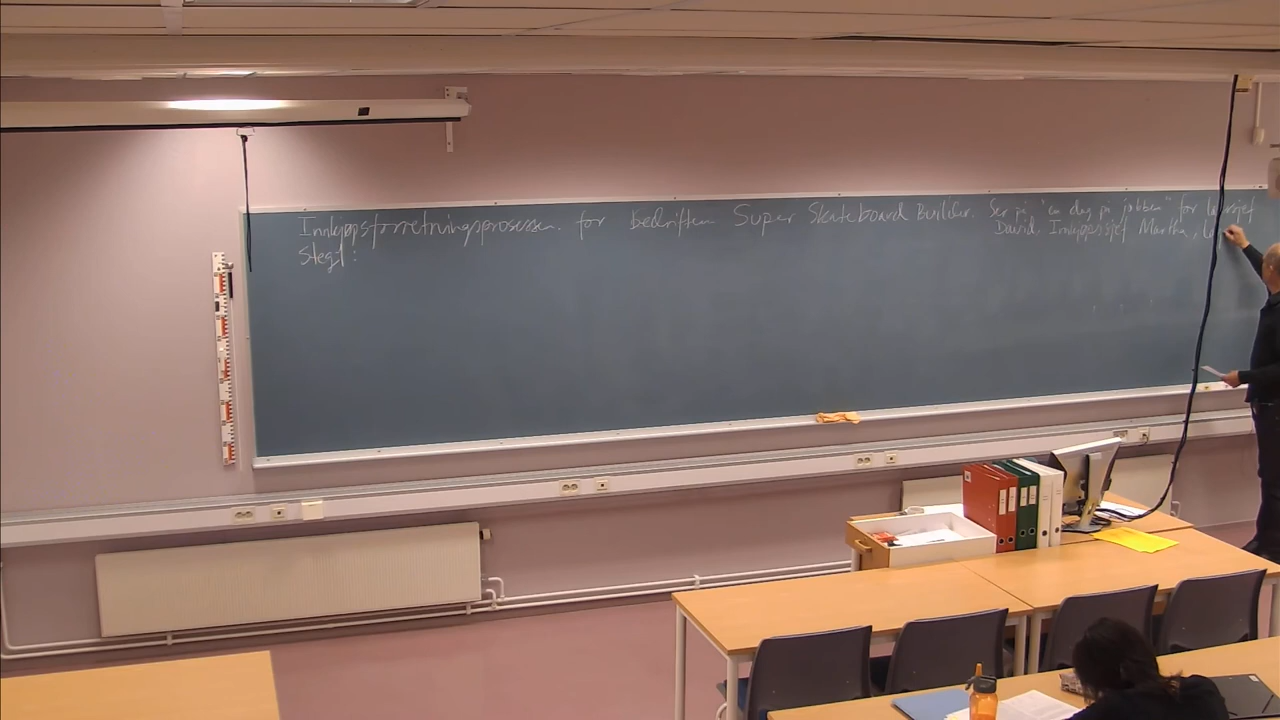 Innkjøpsforretningsprosessen for bedriften Super Skateboard Builder. Ser på "en dag på jobben" for lagersjef
David. Innkjøpssjef Martha,
Steg 1: